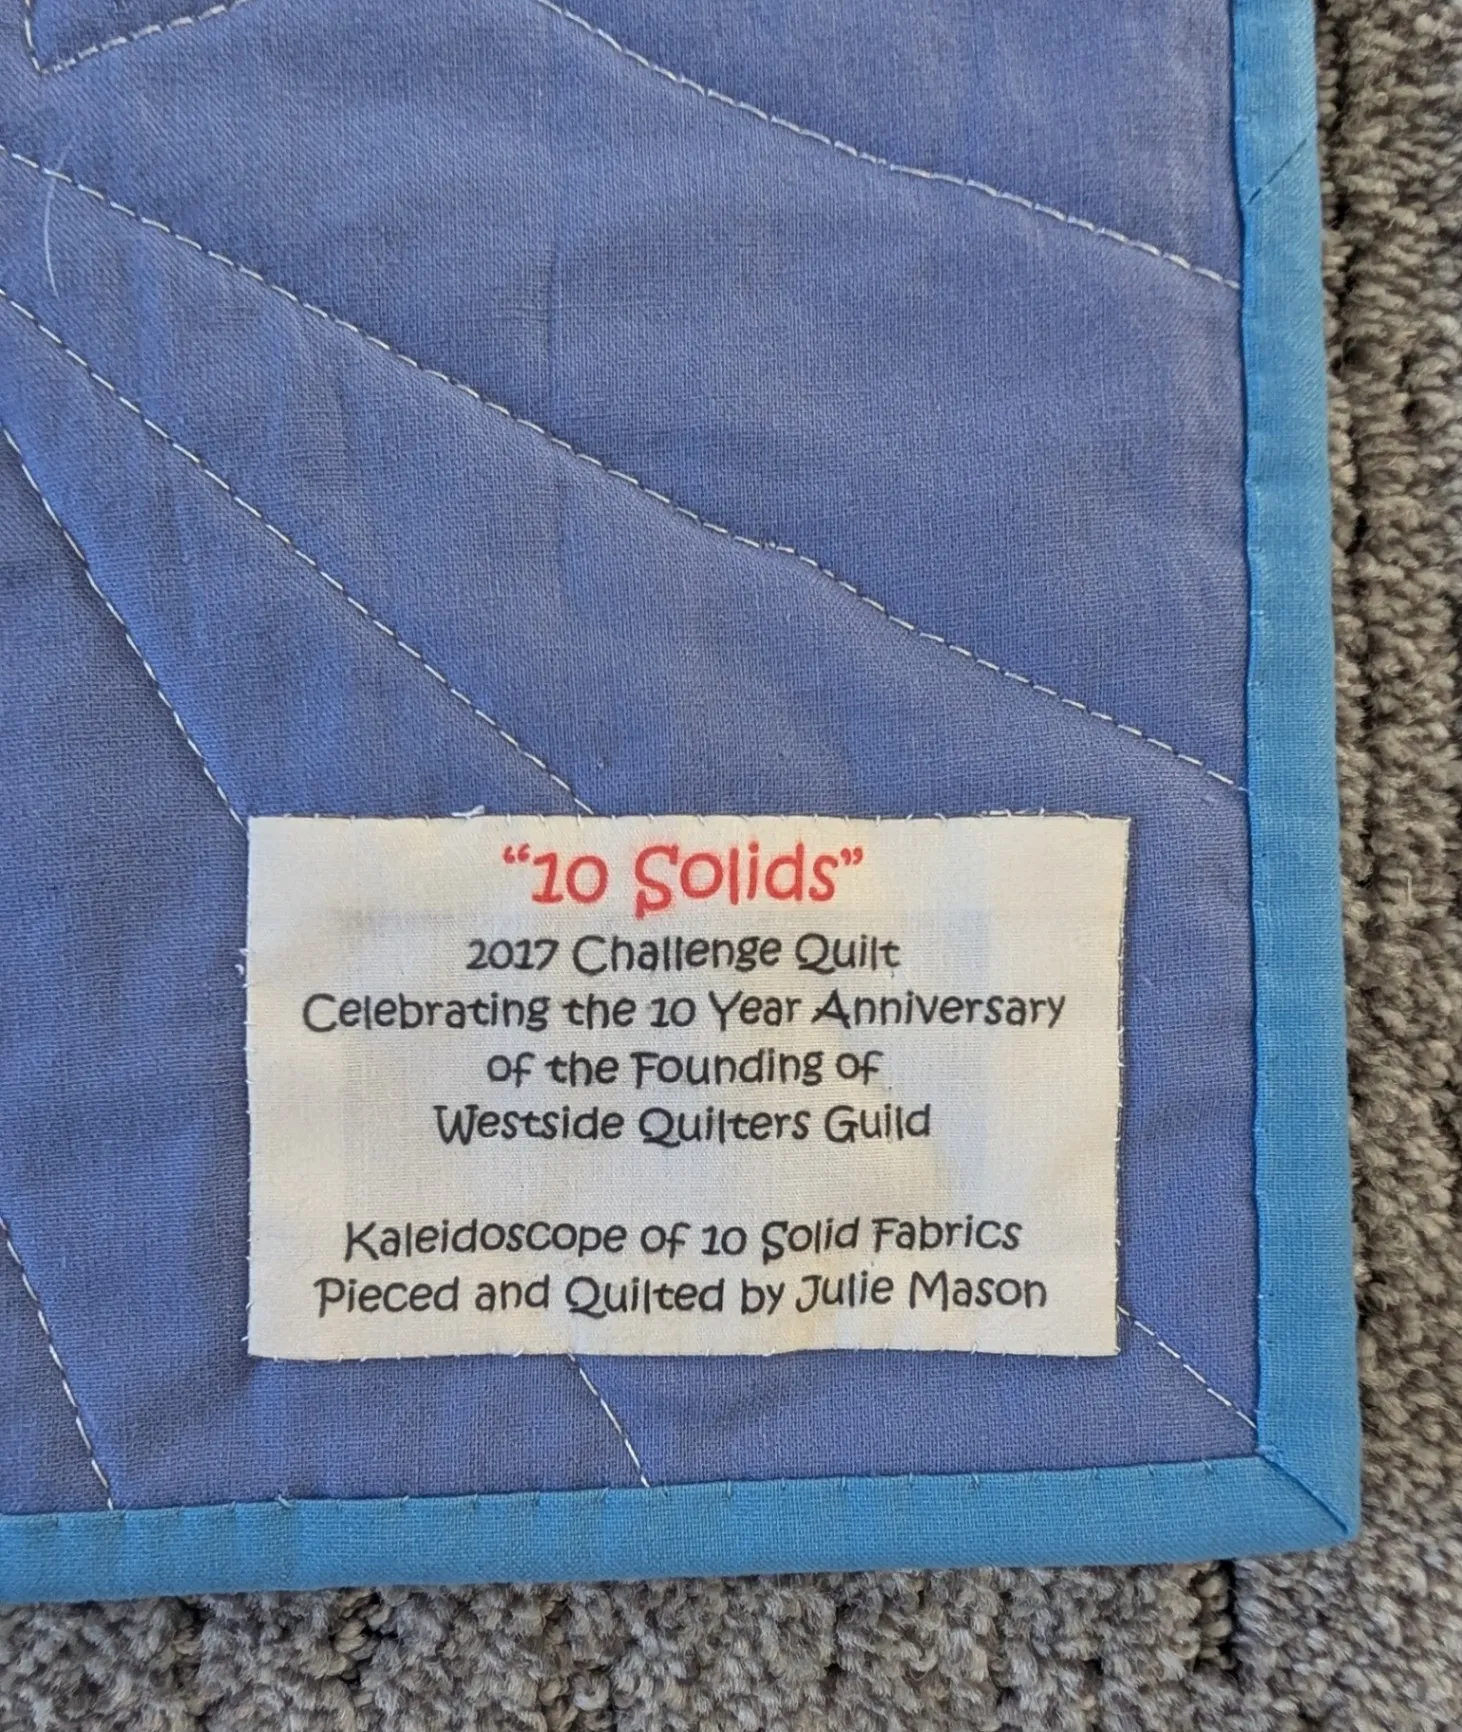 “10 Solids”
2017 Challenge Quilt
Celebrating the 10 Year Anniversary
of the Founding of
Westside Quilters Guild
Kaleidoscope of 10 Solid Fabrics
Pieced and Quilted by Julie Mason